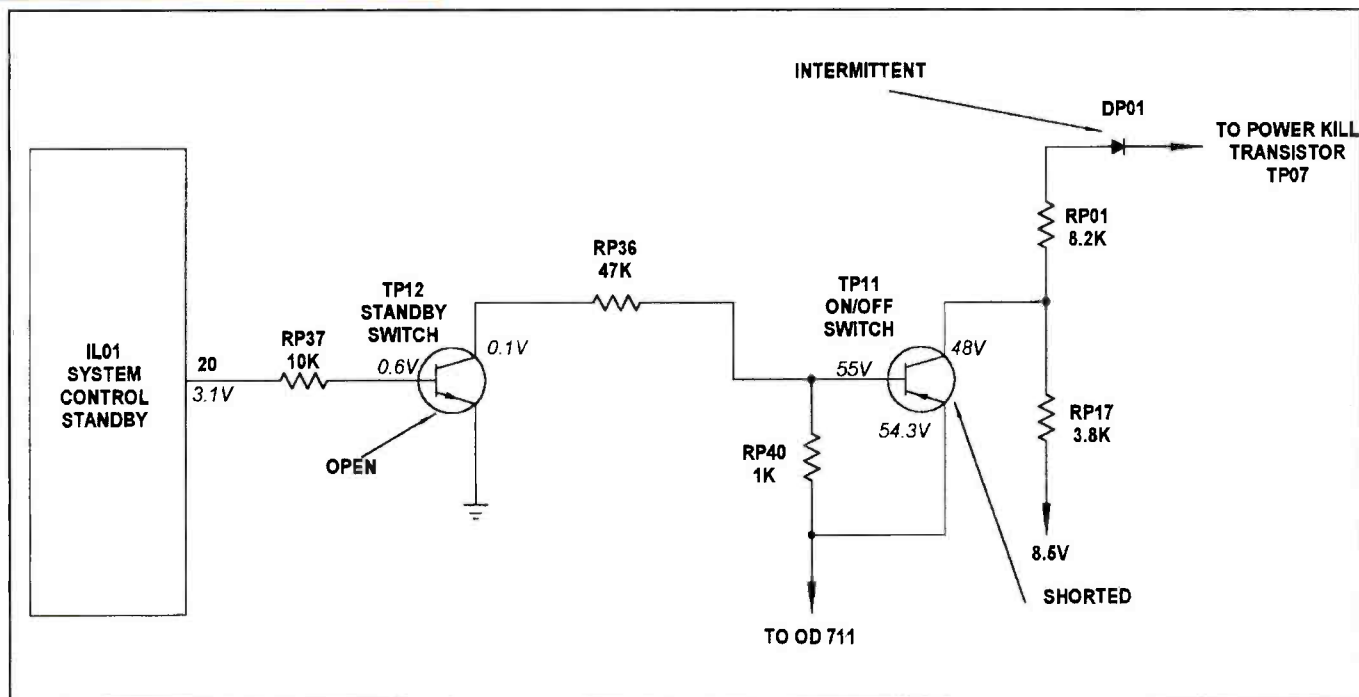 INTERMITTENT
DP01
TO POWER KILL
TRANSISTOR
TP07
RP01
8.2K
RP36
47K
TP12
STANDBY
SWITCH
TP11
ON/OFF
SWITCH
RP37
10K
0.6V
0.1V
IL01
SYSTEM
CONTROL
STANDBY
20
3.1V
55V
48V
54.3V
RP17
3.8K
RP40
1K
OPEN
8.5V
SHORTED
TO OD 711